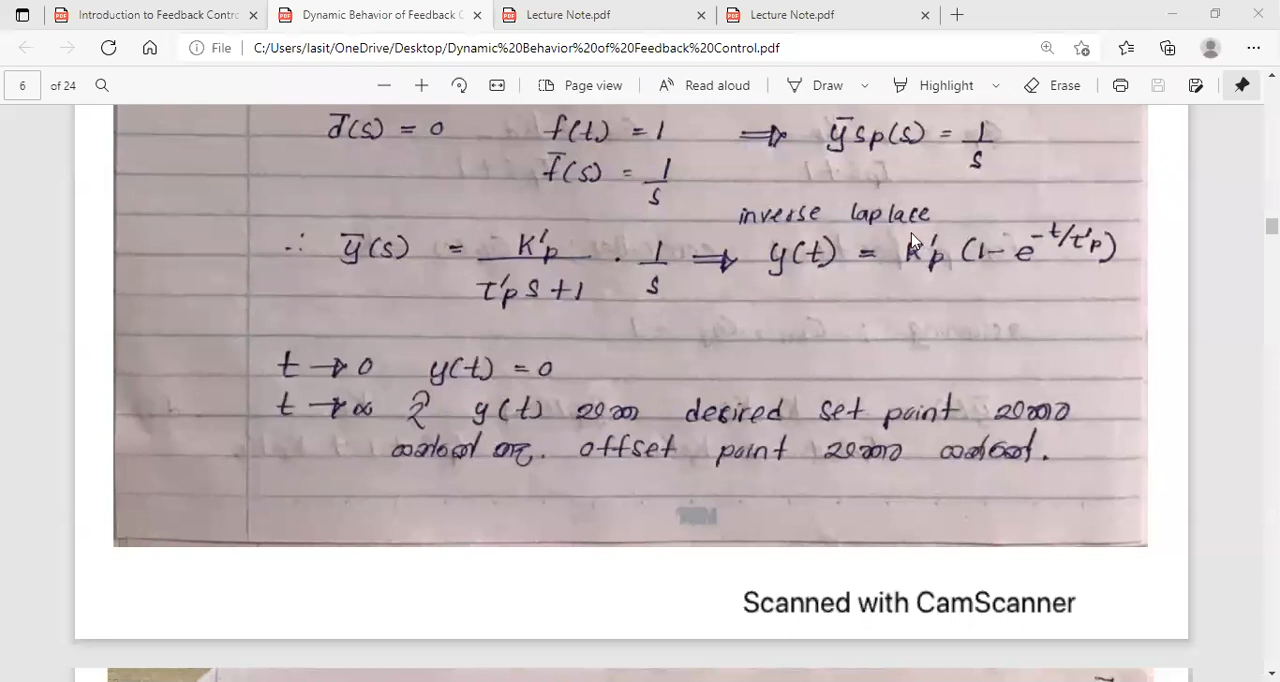 Introduction to Feedback Contro
Dynamic Behavior of Feedback C
Lecture Note.pdf
Lecture Note.pdf
File
C:/Users/lasit/OneDrive/Desktop/Dynamic%20Behavior%20of%20Feedback%20Control.pdf
6 of 24
Page view
Read aloud
Draw
Highlight
Erase
d̅(s) = 0 f(t) = 1 ⟹ y̅sp(s) = 1/s
f̅(s) = 1/s
inverse laplace
∴ y̅(s) = K'p / (τ'p s + 1) · 1/s ⟹ y(t) = K'p (1 - e^(-t/τ'p))
t → 0 y(t) = 0
t → ∞ y(t) desired set point
offset point
Scanned with CamScanner